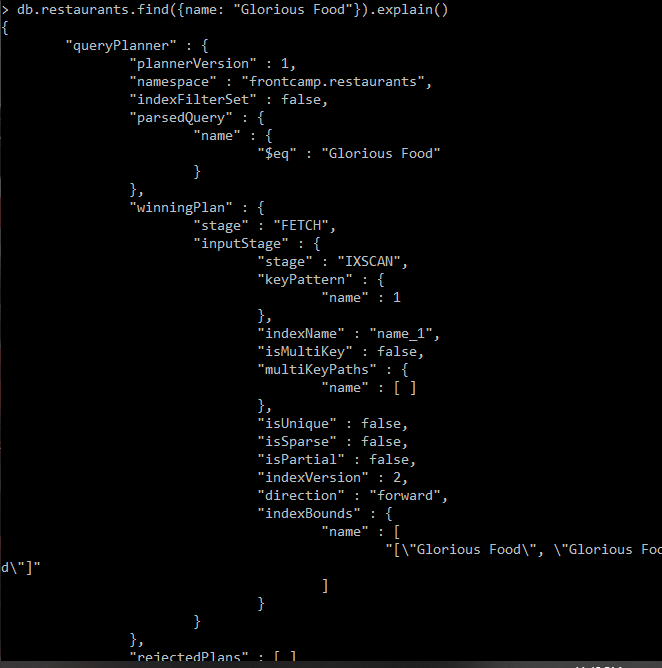 > db.restaurants.find({name: "Glorious Food"}).explain()
{
        "queryPlanner" : {
                "plannerVersion" : 1,
                "namespace" : "frontcamp.restaurants",
                "indexFilterSet" : false,
                "parsedQuery" : {
                        "name" : {
                                "$eq" : "Glorious Food"
                        }
                },
                "winningPlan" : {
                        "stage" : "FETCH",
                        "inputStage" : {
                                "stage" : "IXSCAN",
                                "keyPattern" : {
                                        "name" : 1
                                },
                                "indexName" : "name_1",
                                "isMultiKey" : false,
                                "multiKeyPaths" : {
                                        "name" : [ ]
                                },
                                "isUnique" : false,
                                "isSparse" : false,
                                "isPartial" : false,
                                "indexVersion" : 2,
                                "direction" : "forward",
                                "indexBounds" : {
                                        "name" : [
                                                "[\"Glorious Food\", \"Glorious Foo
d\"]"
                                        ]
                                }
                        }
                },
                "rejectedPlans" : [ ]